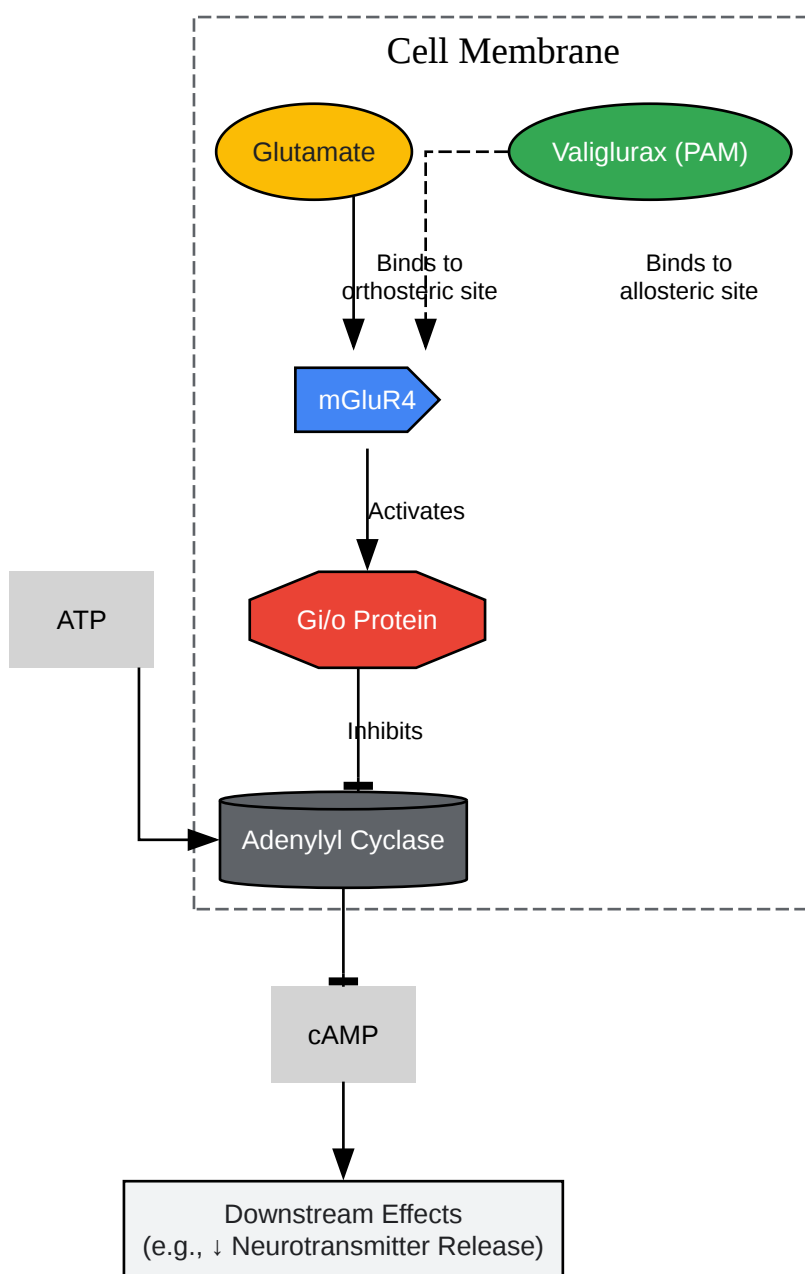 Cell Membrane
Glutamate
Valiglurax (PAM)
Binds to
orthosteric site
Binds to
allosteric site
mGluR4
Activates
ATP
Gi/o Protein
Inhibits
Adenylyl Cyclase
cAMP
Downstream Effects
(e.g., ↓ Neurotransmitter Release)